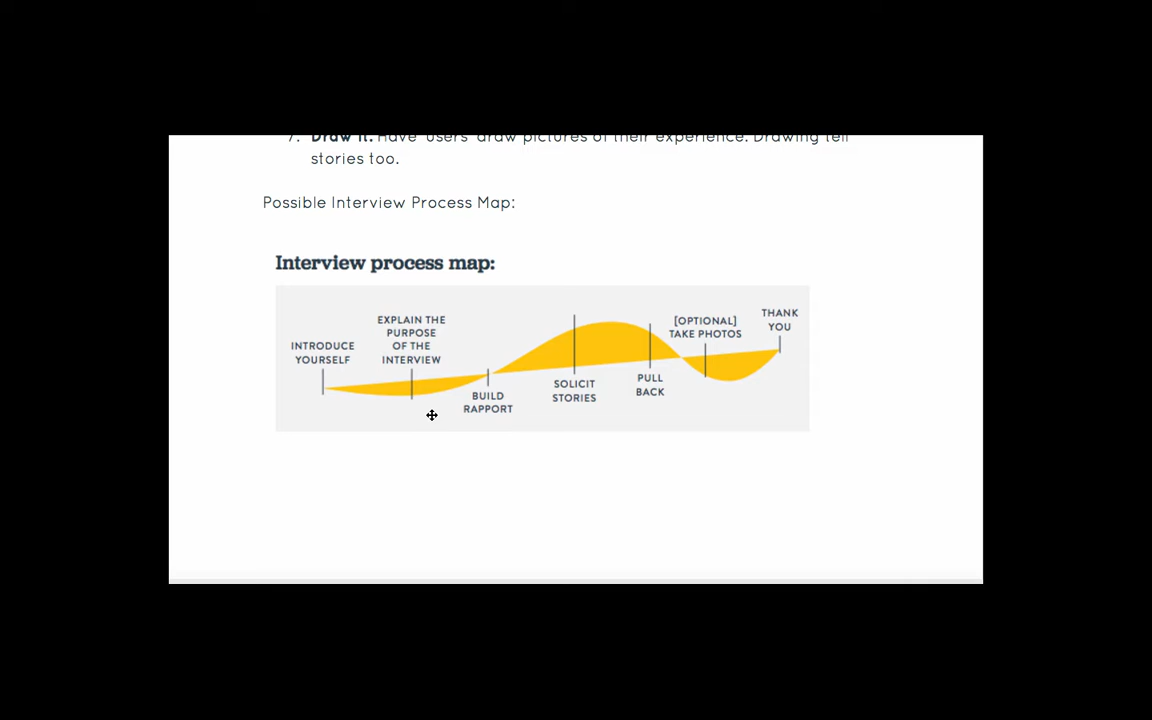 7. Draw it. Have 'users' draw pictures of their experience. Drawing tell
stories too.
Possible Interview Process Map:
Interview process map:
INTRODUCE
YOURSELF
EXPLAIN THE
PURPOSE
OF THE
INTERVIEW
BUILD
RAPPORT
SOLICIT
STORIES
PULL
BACK
[OPTIONAL]
TAKE PHOTOS
THANK
YOU